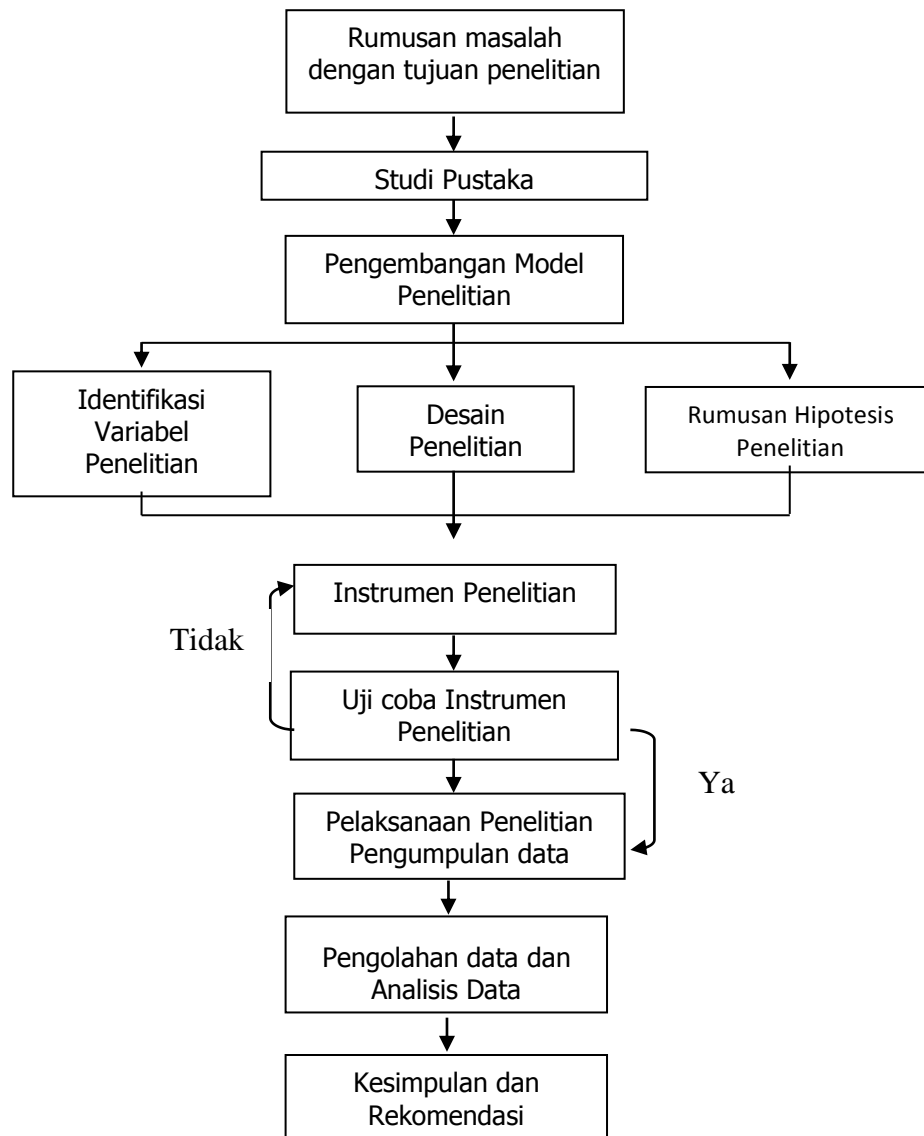 Rumusan masalah
dengan tujuan penelitian
Studi Pustaka
Pengembangan Model
Penelitian
Identifikasi
Variabel
Penelitian
Desain
Penelitian
Rumusan Hipotesis
Penelitian
Instrumen Penelitian
Tidak
Uji coba Instrumen
Penelitian
Ya
Pelaksanaan Penelitian
Pengumpulan data
Pengolahan data dan
Analisis Data
Kesimpulan dan
Rekomendasi